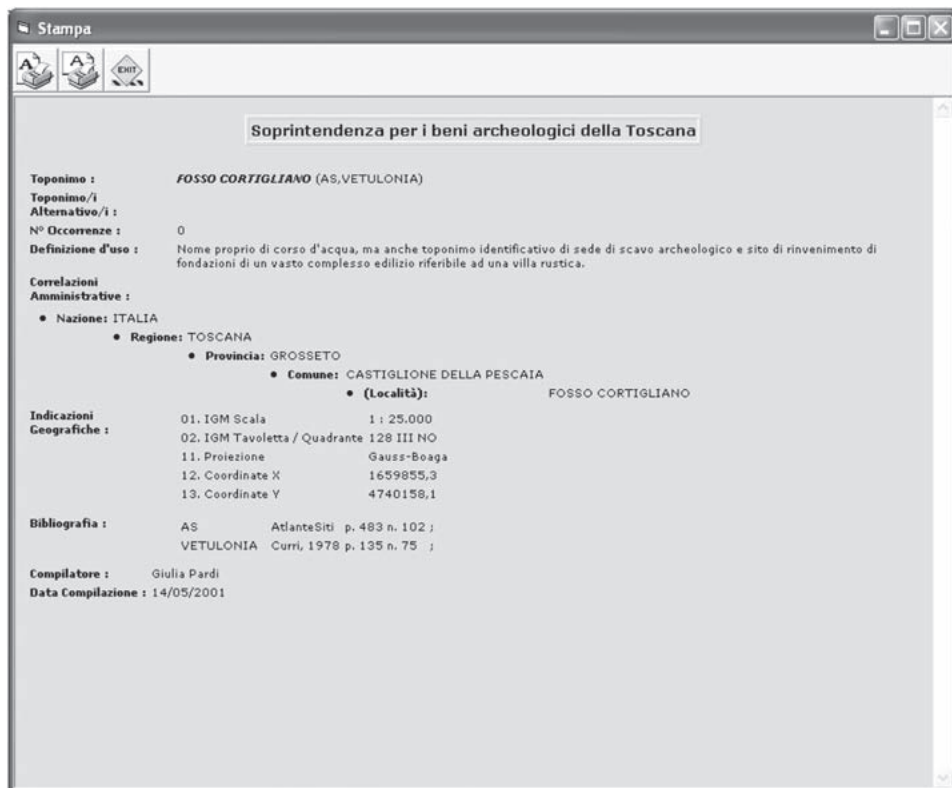 Stampa
EXIT
Soprintendenza per i beni archeologici della Toscana
Toponimo : FOSSO CORTIGLIANO (AS,VETULONIA)
Toponimo/i
Alternativo/i :
N° Occorrenze : 0
Definizione d'uso : Nome proprio di corso d'acqua, ma anche toponimo identificativo di sede di scavo archeologico e sito di rinvenimento di
fondazioni di un vasto complesso edilizio riferibile ad una villa rustica.
Correlazioni
Amministrative :
• Nazione: ITALIA
• Regione: TOSCANA
• Provincia: GROSSETO
• Comune: CASTIGLIONE DELLA PESCAIA
• (Località): FOSSO CORTIGLIANO
Indicazioni
Geografiche :
01. IGM Scala 1 : 25.000
02. IGM Tavoletta / Quadrante 128 III NO
11. Proiezione Gauss-Boaga
12. Coordinate X 1659855,3
13. Coordinate Y 4740158,1
Bibliografia :
AS AtlanteSiti p. 483 n. 102 ;
VETULONIA Curri, 1978 p. 135 n. 75 ;
Compilatore : Giulia Pardi
Data Compilazione : 14/05/2001